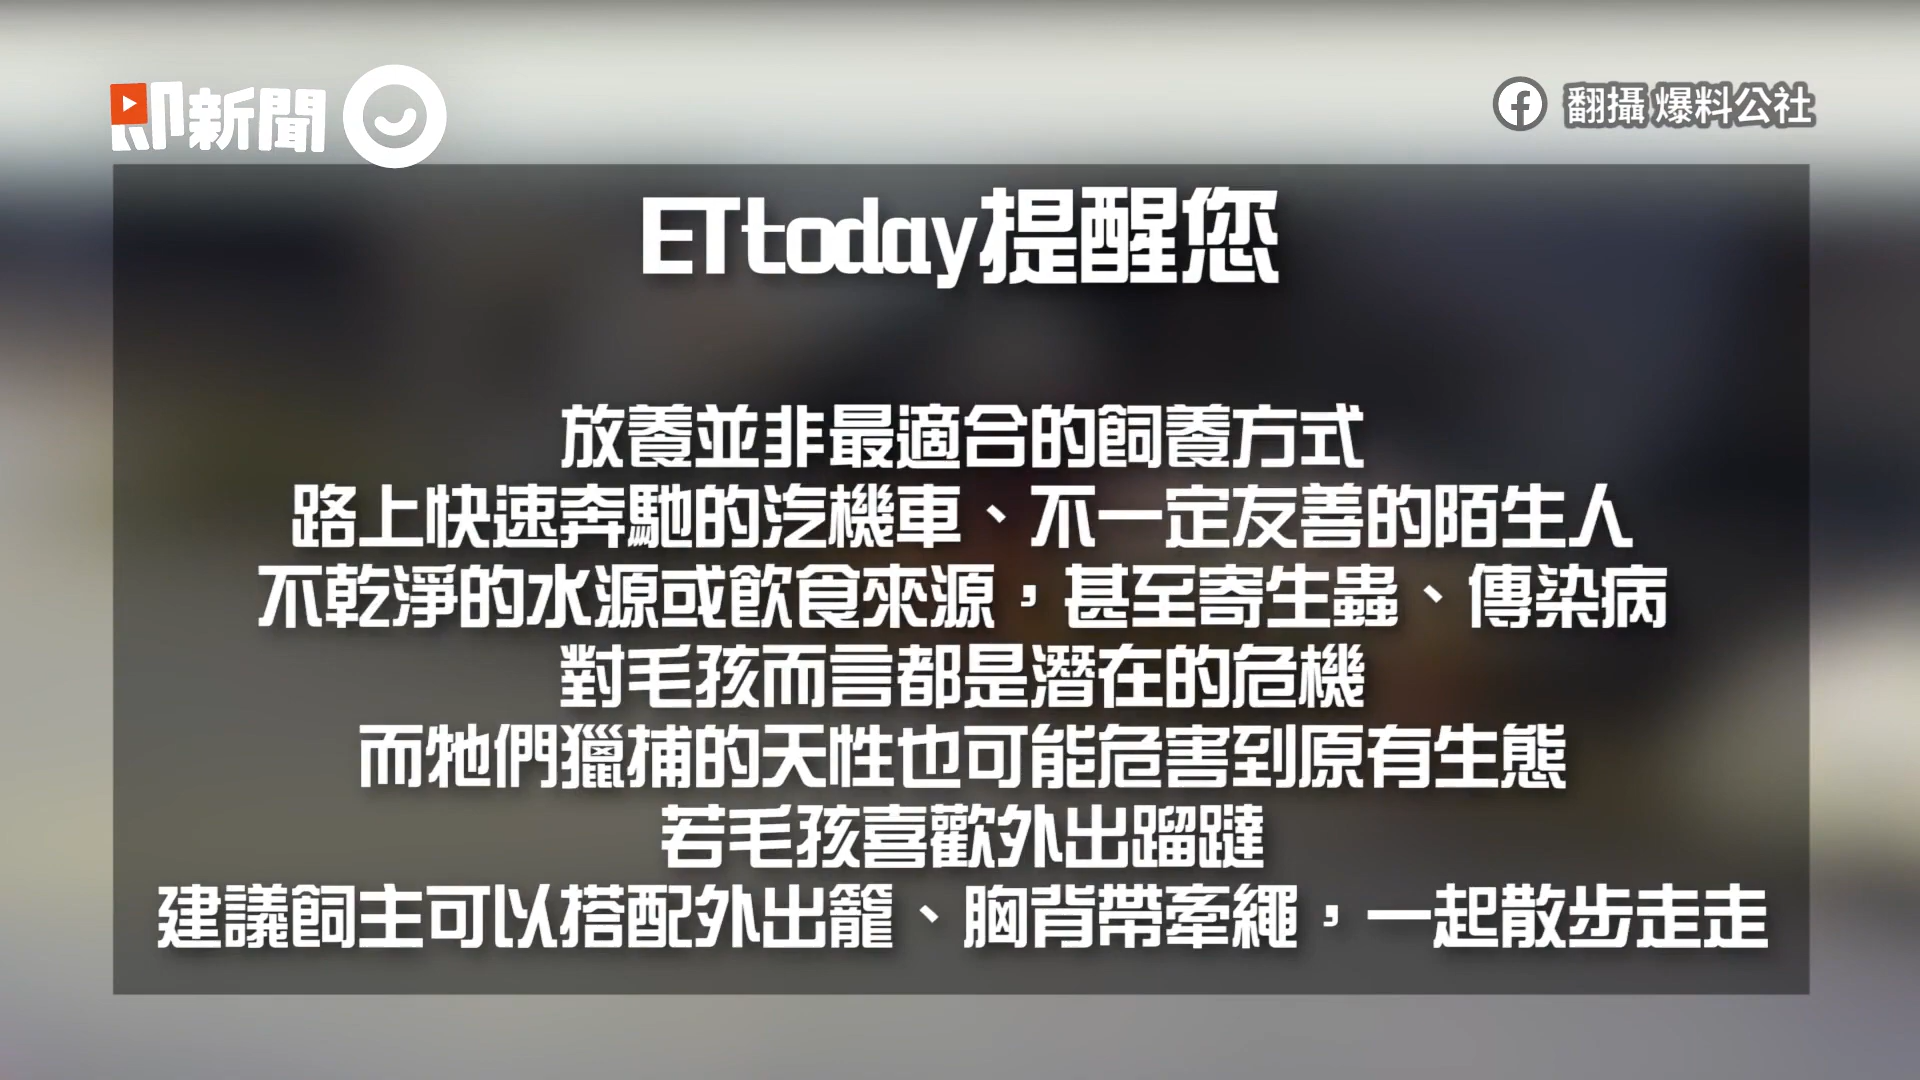 即新聞
翻攝 爆料公社
ETtoday提醒您
放養並非最適合的飼養方式
路上快速奔馳的汽機車、不一定友善的陌生人
不乾淨的水源或飲食來源，甚至寄生蟲、傳染病
對毛孩而言都是潛在的危機
而牠們獵捕的天性也可能危害到原有生態
若毛孩喜歡外出蹓躂
建議飼主可以搭配外出籠、胸背帶牽繩，一起散步走走